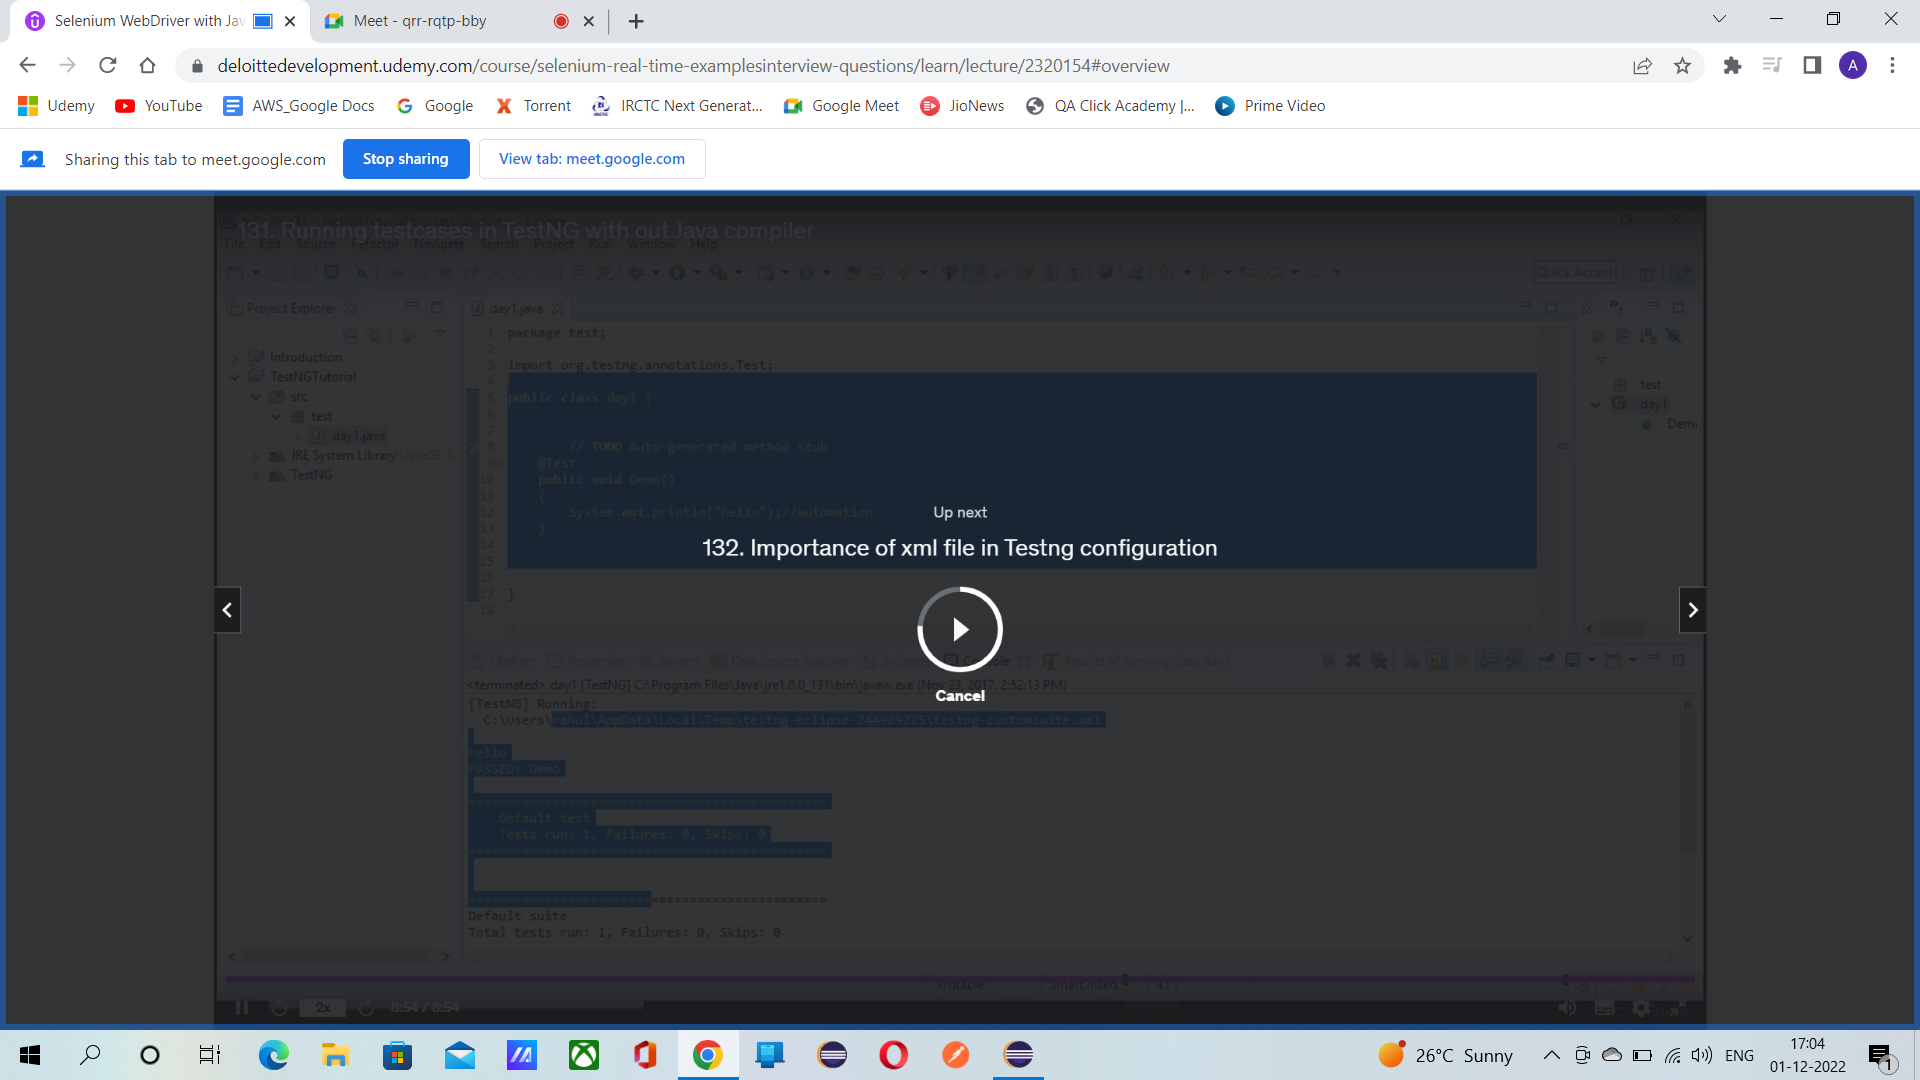 Selenium WebDriver with Jav
Meet - qrr-rqtp-bby
deloittedevelopment.udemy.com/course/selenium-real-time-examplesinterview-questions/learn/lecture/2320154#overview
A
Udemy
YouTube
AWS_Google Docs
Google
Torrent
IRCTC Next Generat...
Google Meet
JioNews
QA Click Academy |...
Prime Video
Sharing this tab to meet.google.com
Stop sharing
View tab: meet.google.com
131. Running testcases in TestNG with out Java compiler
File Edit Source Refactor Navigate Search Project Run Window Help
Quick Access
Project Explorer
day1.java
Introduction
TestNGTutorial
src
test
day1.java
JRE System Library [JavaSE-1.
TestNG
1 package test;
2
3 import org.testng.annotations.Test;
4
5 public class day1 {
6
7
8 // TODO Auto-generated method stub
9 @Test
10 public void Demo()
11 {
12 System.out.println("hello");//automation
13 }
14
15
16
17 }
18
test
day1
Dem
Up next
132. Importance of xml file in Testng configuration
Cancel
Markers Properties Servers Data Source Explorer Snippets Console Results of running class day1
<terminated> day1 [TestNG] C:\Program Files\Java\jre1.8.0_131\bin\javaw.exe (Nov 23, 2017, 2:52:13 PM)
[TestNG] Running:
C:\Users\rahul\AppData\Local\Temp\testng-eclipse-244989225\testng-customsuite.xml
hello
PASSED: Demo
===============================================
Default test
Tests run: 1, Failures: 0, Skips: 0
===============================================
===============================================
Default suite
Total tests run: 1, Failures: 0, Skips: 0
Writable
Smart Insert
4 : 1
2x
8:54 / 8:54
26°C Sunny
ENG
17:04
01-12-2022
1